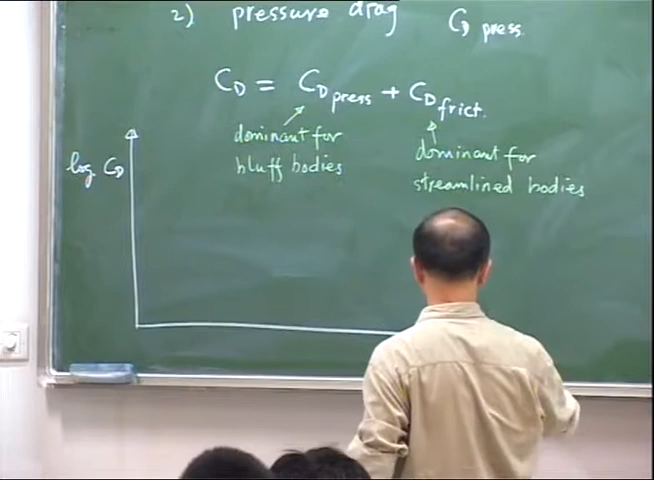 2) pressure drag C_D press.
C_D = C_D press + C_D frict.
dominant for bluff bodies
dominant for streamlined bodies
log C_D